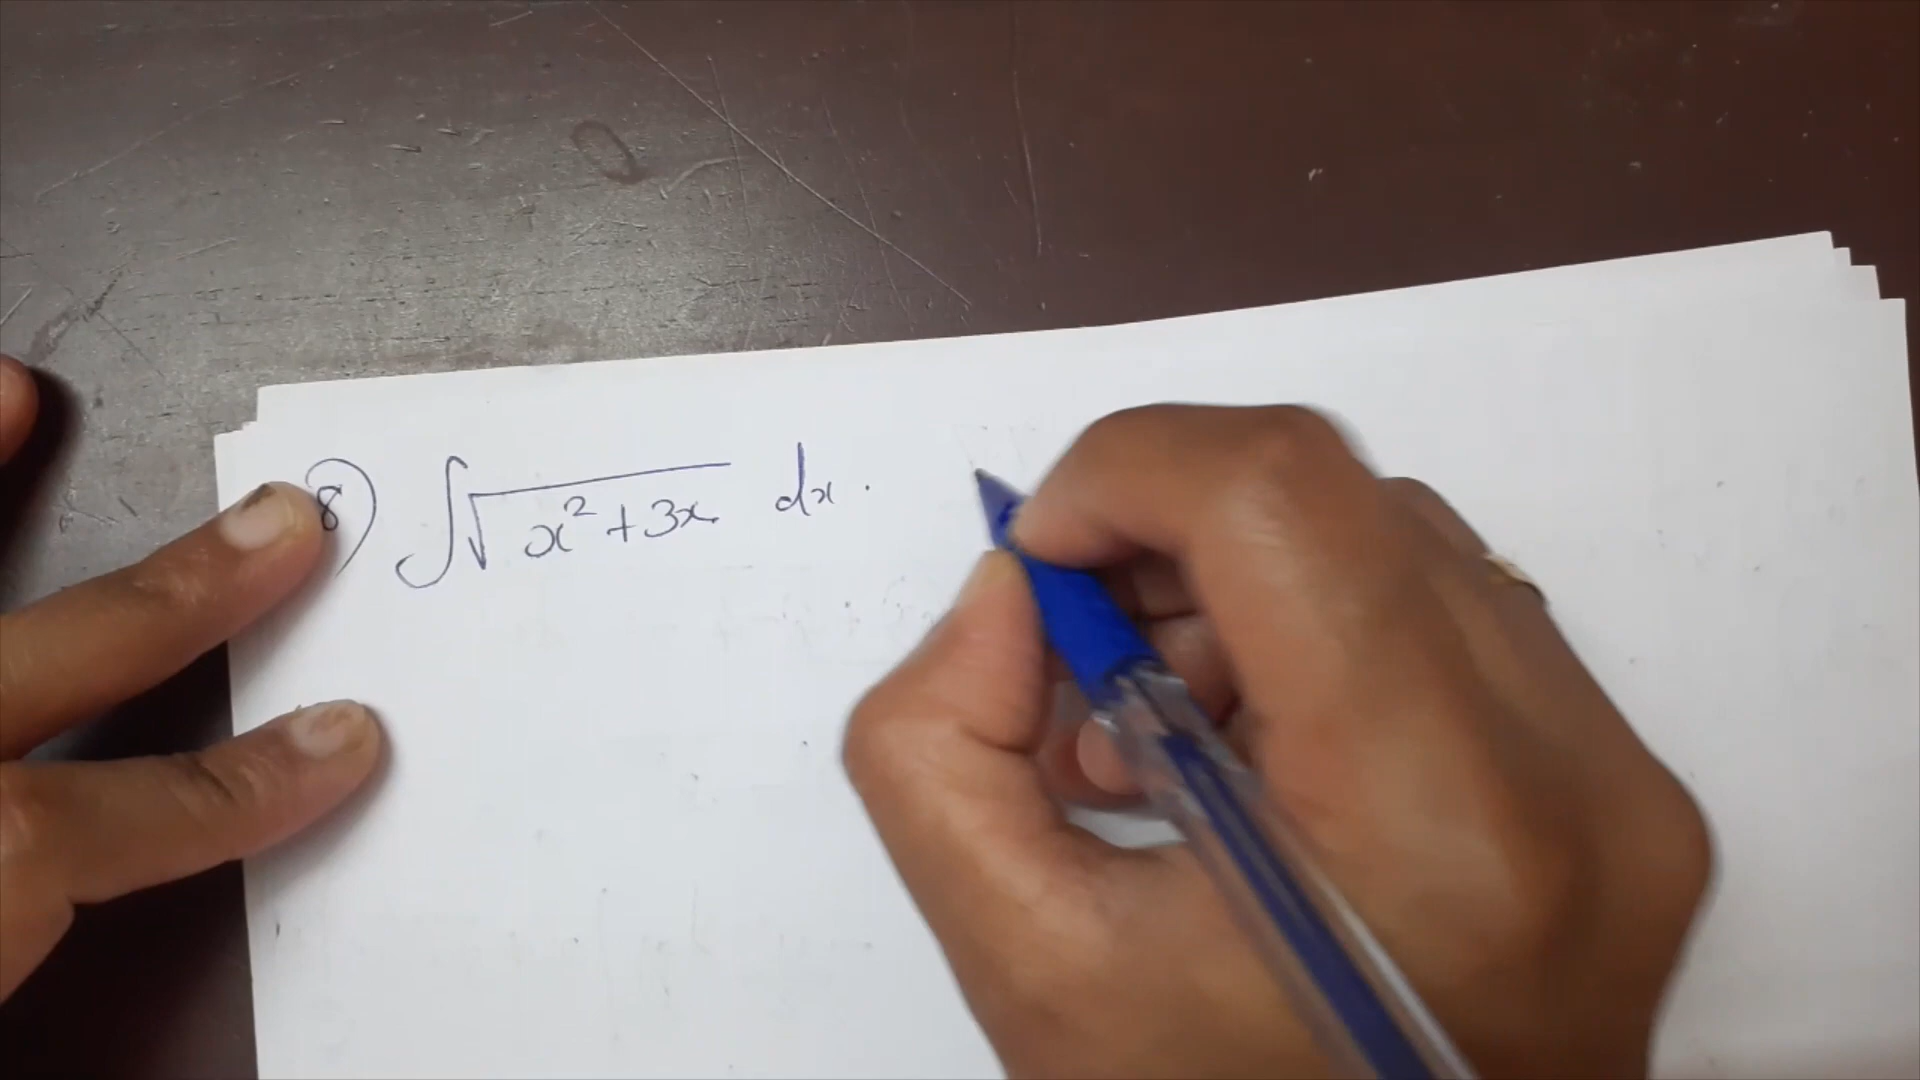 8) ∫√(x² + 3x) dx.